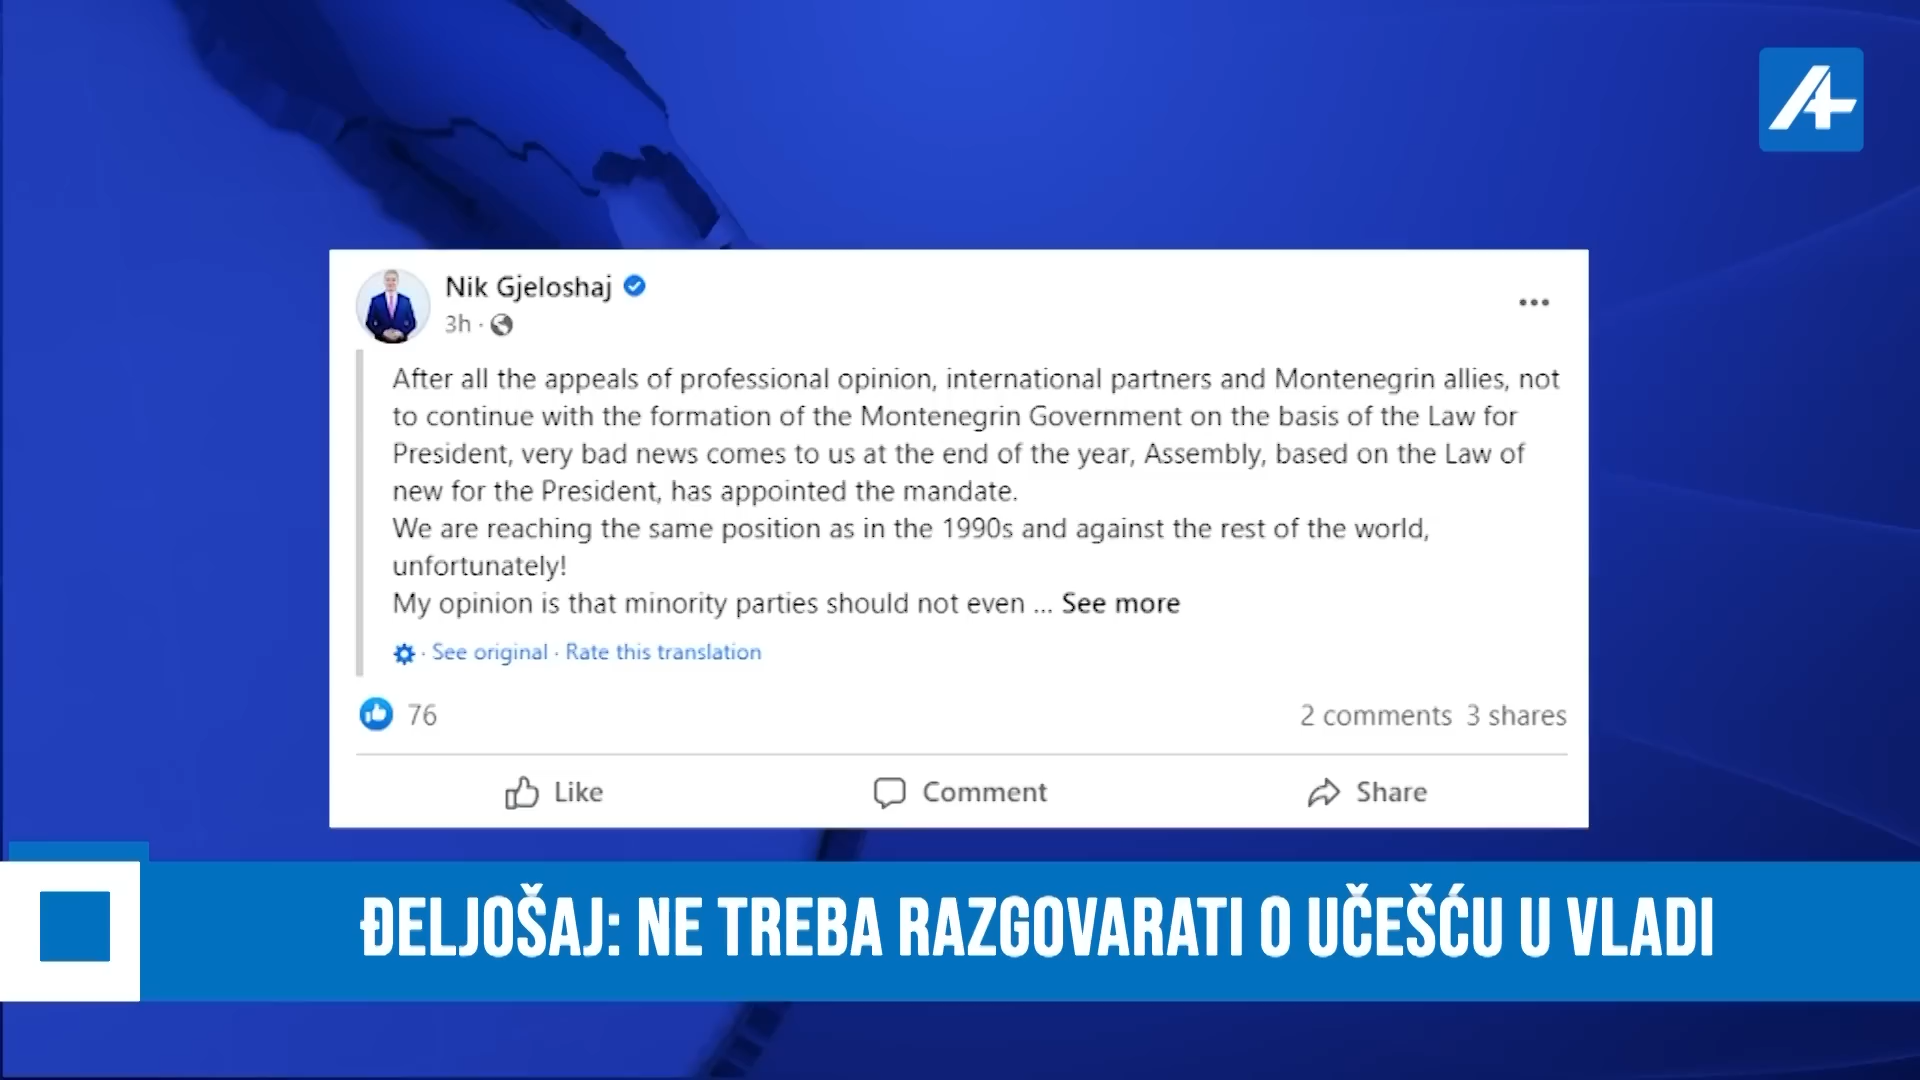 A+
Nik Gjeloshaj
3h ·
After all the appeals of professional opinion, international partners and Montenegrin allies, not
to continue with the formation of the Montenegrin Government on the basis of the Law for
President, very bad news comes to us at the end of the year, Assembly, based on the Law of
new for the President, has appointed the mandate.
We are reaching the same position as in the 1990s and against the rest of the world,
unfortunately!
My opinion is that minority parties should not even ... See more
· See original · Rate this translation
76
2 comments 3 shares
Like
Comment
Share
ĐELJOŠAJ: NE TREBA RAZGOVARATI O UČEŠĆU U VLADI